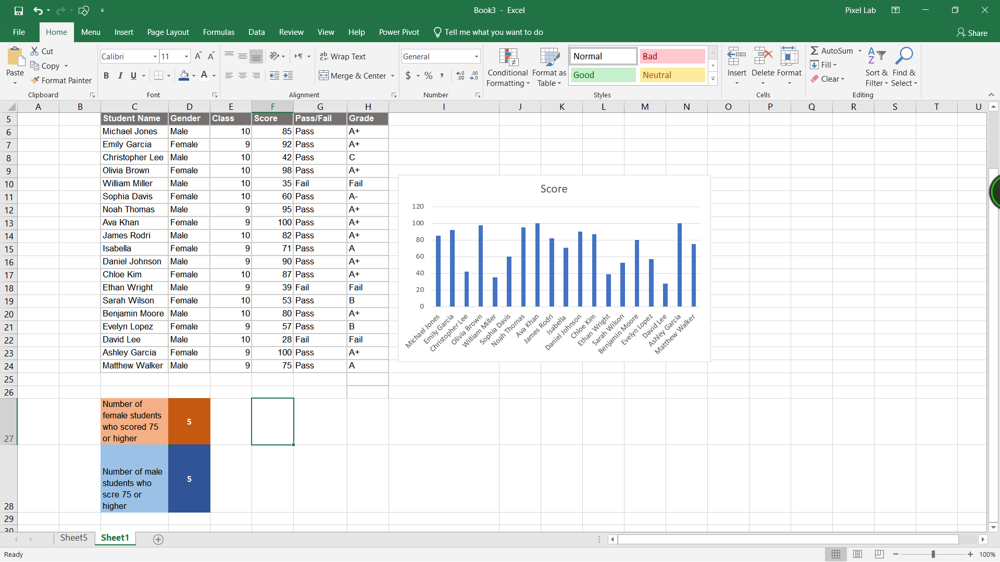 Book3 - Excel
Pixel Lab
File Home Menu Insert Page Layout Formulas Data Review View Help Power Pivot Tell me what you want to do
Share
Paste
Cut
Copy
Format Painter
Clipboard
Calibri 11
B I U
Font
Wrap Text
Merge & Center
Alignment
General
$ % ,
Number
Conditional Formatting
Format as Table
Normal Bad
Good Neutral
Styles
Insert Delete Format
Cells
AutoSum
Fill
Clear
Sort & Filter
Find & Select
Editing
A B C D E F G H I J K L M N O P Q R S T U
5 Student Name Gender Class Score Pass/Fail Grade
6 Michael Jones Male 10 85 Pass A+
7 Emily Garcia Female 9 92 Pass A+
8 Christopher Lee Male 10 42 Pass C
9 Olivia Brown Female 10 98 Pass A+
10 William Miller Male 10 35 Fail Fail
11 Sophia Davis Female 10 60 Pass A-
12 Noah Thomas Male 9 95 Pass A+
13 Ava Khan Female 9 100 Pass A+
14 James Rodri Male 10 82 Pass A+
15 Isabella Female 9 71 Pass A
16 Daniel Johnson Male 9 90 Pass A+
17 Chloe Kim Female 10 87 Pass A+
18 Ethan Wright Male 9 39 Fail Fail
19 Sarah Wilson Female 10 53 Pass B
20 Benjamin Moore Male 10 80 Pass A+
21 Evelyn Lopez Female 9 57 Pass B
22 David Lee Male 10 28 Fail Fail
23 Ashley Garcia Female 9 100 Pass A+
24 Matthew Walker Male 9 75 Pass A
25
26
27
Number of
female students
who scored 75
or higher
5
28
Number of male
students who
scre 75 or
higher
5
29
30
Score
120
100
80
60
40
20
0
Michael Jones
Emily Garcia
Christopher Lee
Olivia Brown
William Miller
Sophia Davis
Noah Thomas
Ava Khan
James Rodri
Isabella
Daniel Johnson
Chloe Kim
Ethan Wright
Sarah Wilson
Benjamin Moore
Evelyn Lopez
David Lee
Ashley Garcia
Matthew Walker
Sheet5 Sheet1
Ready
100%